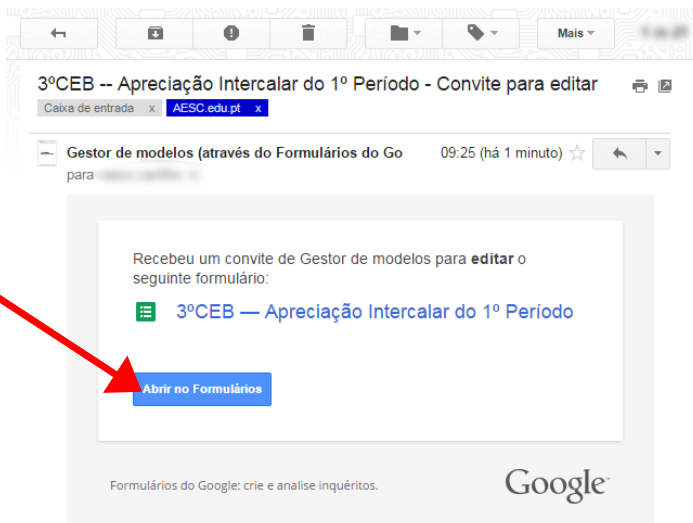 Mais
3ºCEB -- Apreciação Intercalar do 1º Período - Convite para editar
Caixa de entrada x AESC.edu.pt x
Gestor de modelos (através do Formulários do Go 09:25 (há 1 minuto)
para
Recebeu um convite de Gestor de modelos para editar o
seguinte formulário:
3ºCEB — Apreciação Intercalar do 1º Período
Abrir no Formulários
Formulários do Google: crie e analise inquéritos.
Google